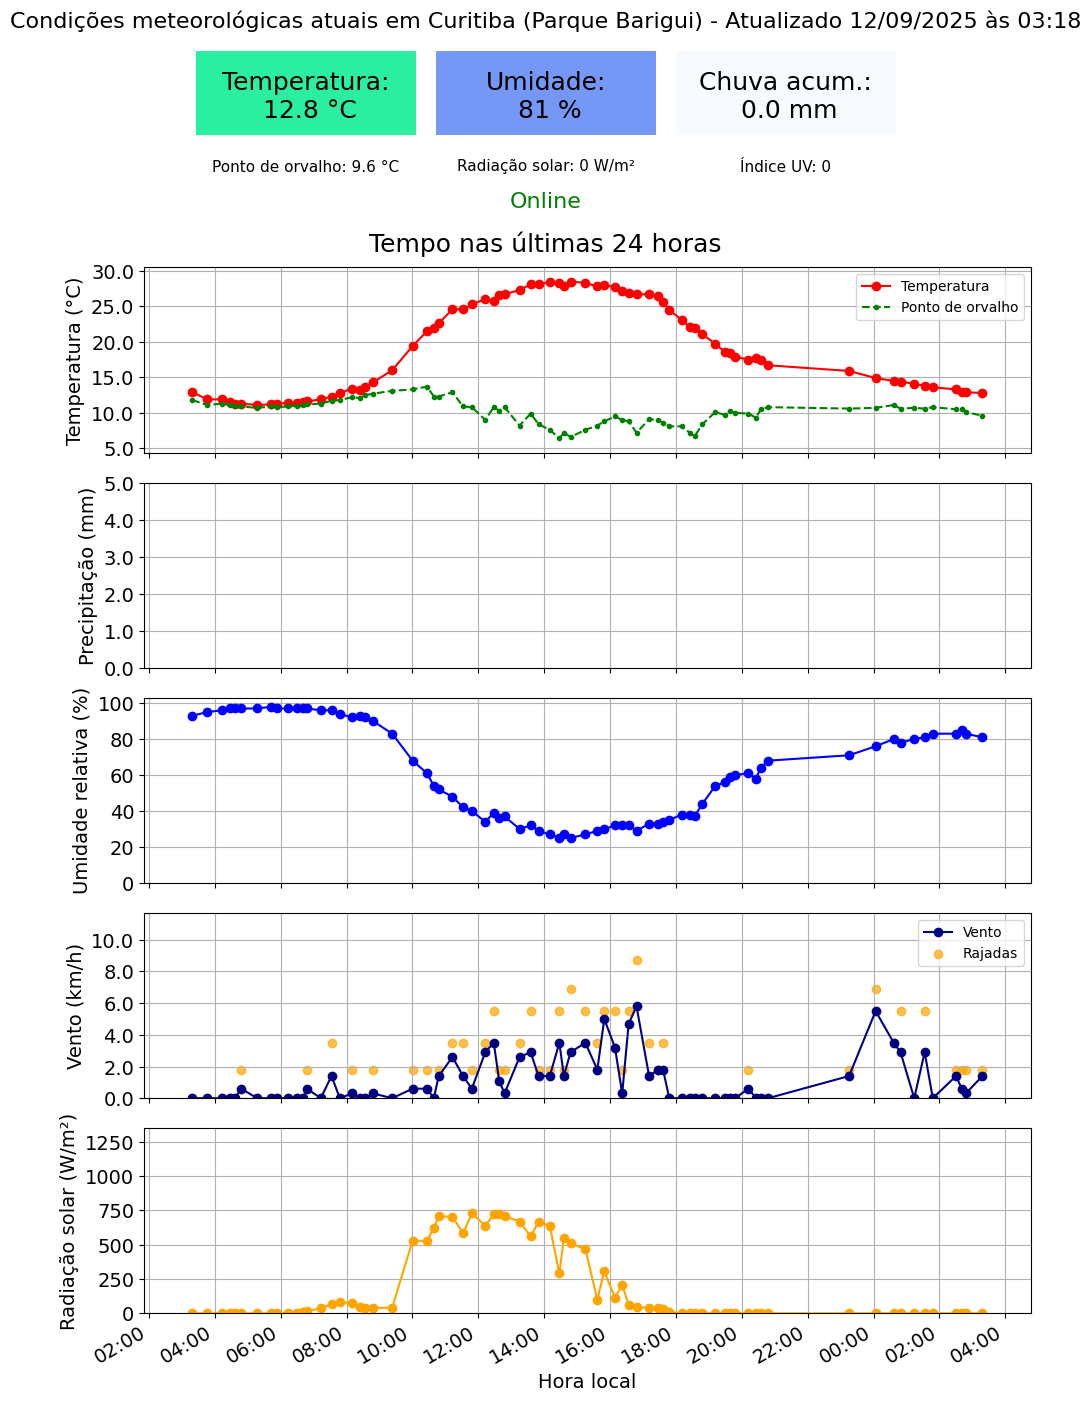 Condições meteorológicas atuais em Curitiba (Parque Barigui) - Atualizado 12/09/2025 às 03:18
Temperatura:
12.8 °C
Umidade:
81 %
Chuva acum.:
0.0 mm
Ponto de orvalho: 9.6 °C
Radiação solar: 0 W/m²
Índice UV: 0
Online
Tempo nas últimas 24 horas
Temperatura (°C)
30.0
25.0
20.0
15.0
10.0
5.0
Temperatura
Ponto de orvalho
Precipitação (mm)
5.0
4.0
3.0
2.0
1.0
0.0
Umidade relativa (%)
100
80
60
40
20
0
Vento (km/h)
10.0
8.0
6.0
4.0
2.0
0.0
Vento
Rajadas
Radiação solar (W/m²)
1250
1000
750
500
250
0
02:00
04:00
06:00
08:00
10:00
12:00
14:00
16:00
18:00
20:00
22:00
00:00
02:00
04:00
Hora local